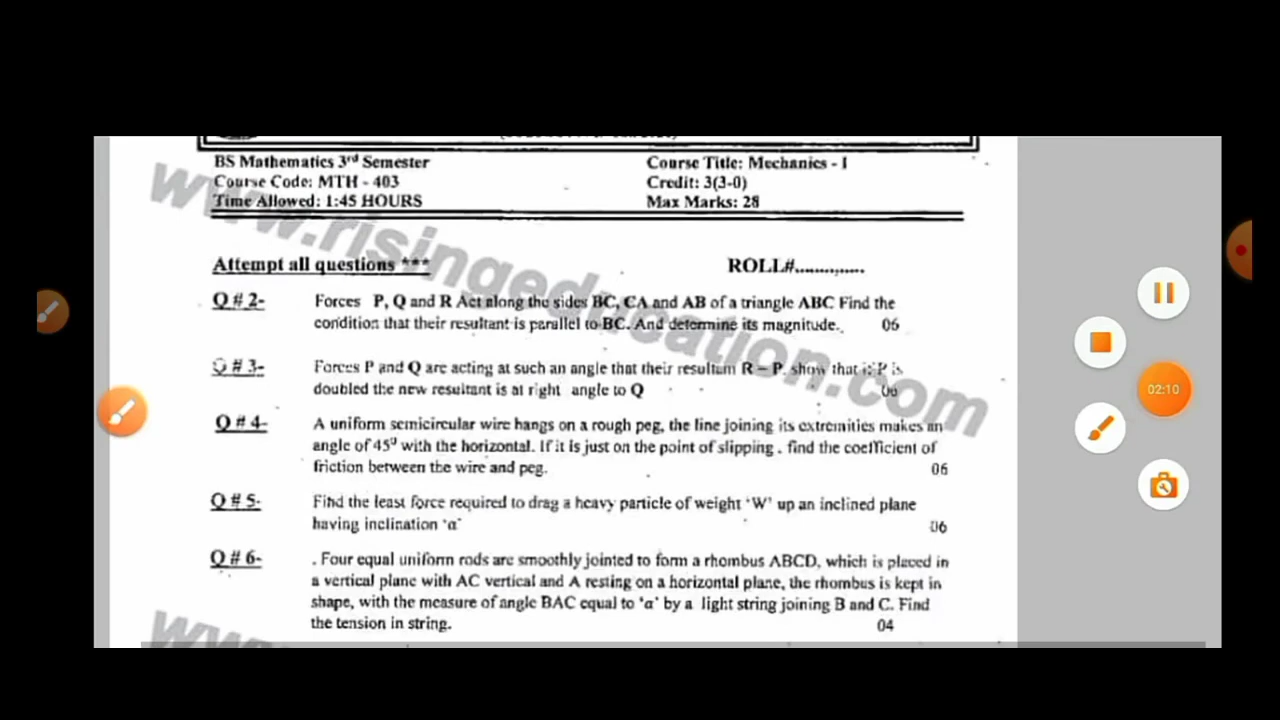 BS Mathematics 3rd Semester
Course Title: Mechanics - I
Course Code: MTH - 403
Credit: 3(3-0)
Time Allowed: 1:45 HOURS
Max Marks: 28
www.risingeducation.com
Attempt all questions ***
ROLL#..............
Q # 2- Forces P, Q and R Act along the sides BC, CA and AB of a triangle ABC Find the
condition that their resultant is parallel to BC. And determine its magnitude. 06
Q # 3- Forces P and Q are acting at such an angle that their resultant R = P, show that if P is
doubled the new resultant is at right angle to Q 06
Q # 4- A uniform semicircular wire hangs on a rough peg, the line joining its extremities makes an
angle of 45⁰ with the horizontal. If it is just on the point of slipping , find the coefficient of
friction between the wire and peg. 06
Q # 5- Find the least force required to drag a heavy particle of weight 'W' up an inclined plane
having inclination 'α' 06
Q # 6- . Four equal uniform rods are smoothly jointed to form a rhombus ABCD, which is placed in
a vertical plane with AC vertical and A resting on a horizontal plane, the rhombus is kept in
shape, with the measure of angle BAC equal to 'α' by a light string joining B and C. Find
the tension in string. 04
02:10